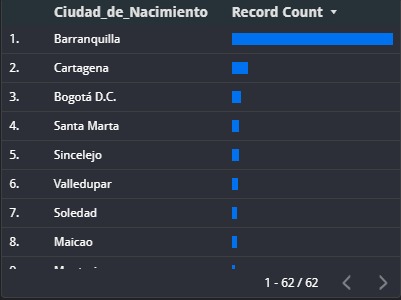 Ciudad_de_Nacimiento Record Count
1. Barranquilla
2. Cartagena
3. Bogotá D.C.
4. Santa Marta
5. Sincelejo
6. Valledupar
7. Soledad
8. Maicao
1 - 62 / 62